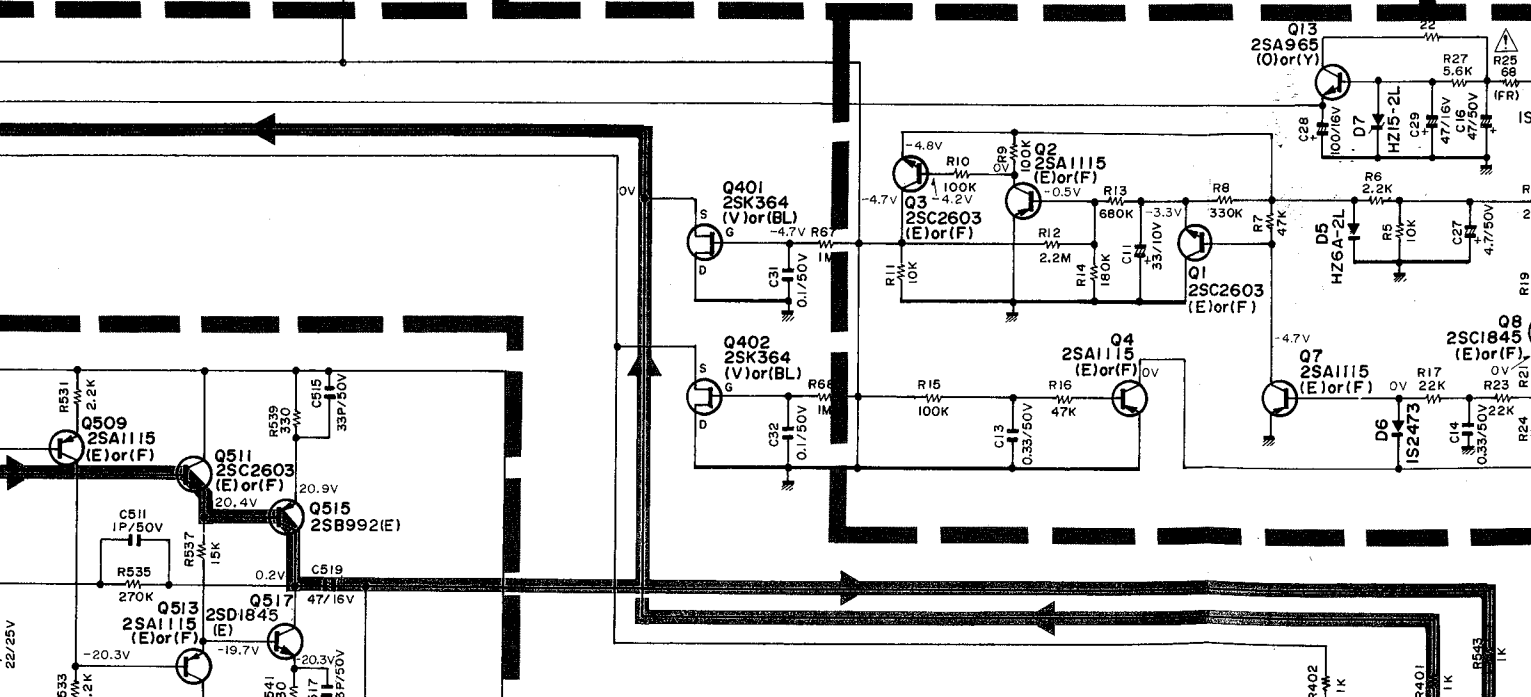 Q13
2SA965
(O)or(Y)
22
R27
5.6K
R25
68
(FR)
C28
100/16V
D7
HZ15-2L
C29
47/16V
C16
47/50V
-4.8V
R10
100K
R9
100K
0V
Q2
2SA1115
(E)or(F)
-0.5V
-4.7V
-4.2V
Q3
2SC2603
(E)or(F)
R13
680K
-3.3V
R8
330K
R7
47K
R6
2.2K
D5
HZ6A-2L
R5
10K
C27
4.7/50V
0V
Q401
2SK364
(V)or(BL)
S
G
D
-4.7V
R67
1M
C31
0.1/50V
R12
2.2M
R11
10K
R14
180K
C11
33/10V
Q1
2SC2603
(E)or(F)
R19
Q402
2SK364
(V)or(BL)
S
G
D
R68
1M
C32
0.1/50V
R15
100K
R16
47K
C13
0.33/50V
Q4
2SA1115
(E)or(F)
0V
-4.7V
Q7
2SA1115
(E)or(F)
0V
D6
1S2473
R17
22K
C14
0.33/50V
R23
22K
Q8
2SC1845
(E)or(F)
0V
R21
R24
R531
2.2K
Q509
2SA1115
(E)or(F)
R539
330
C515
33P/50V
Q511
2SC2603
(E)or(F)
20.4V
20.9V
Q515
2SB992(E)
C511
1P/50V
R537
15K
R535
270K
0.2V
C519
47/16V
Q513
2SA1115
(E)or(F)
Q517
2SD1845
(E)
-20.3V
-19.7V
-20.3V
22/25V
R402
1K
R401
1K
R543
1K